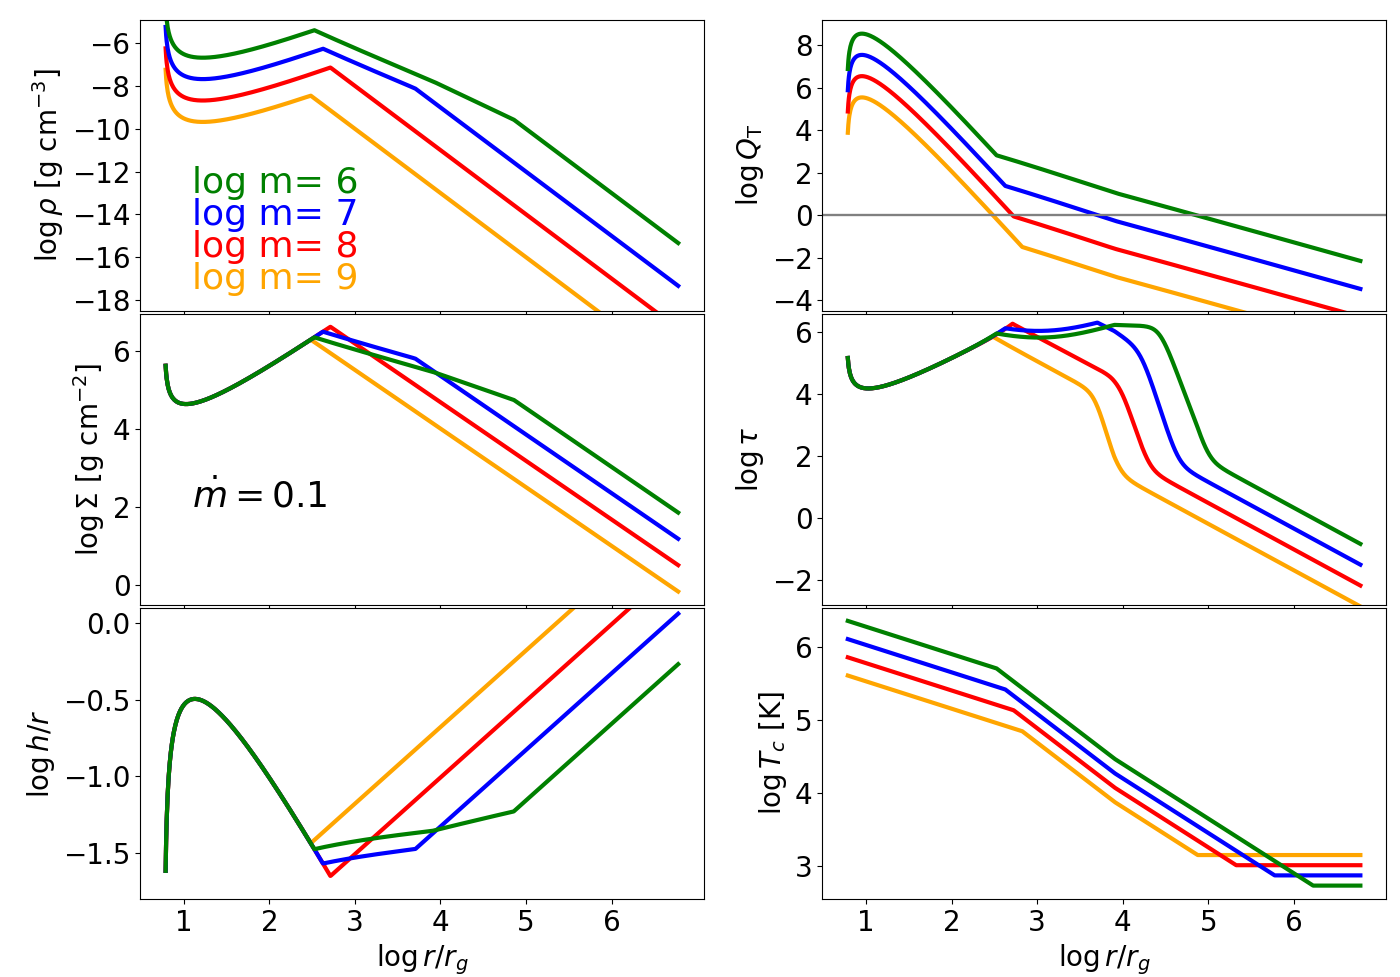 log ρ [g cm⁻³]
−6
−8
−10
−12
−14
−16
−18
log m= 6
log m= 7
log m= 8
log m= 9
log Q_T
8
6
4
2
0
−2
−4
log Σ [g cm⁻²]
6
4
2
0
ṁ = 0.1
log τ
6
4
2
0
−2
log h/r
0.0
−0.5
−1.0
−1.5
1 2 3 4 5 6
log r/r_g
log T_c [K]
6
5
4
3
1 2 3 4 5 6
log r/r_g